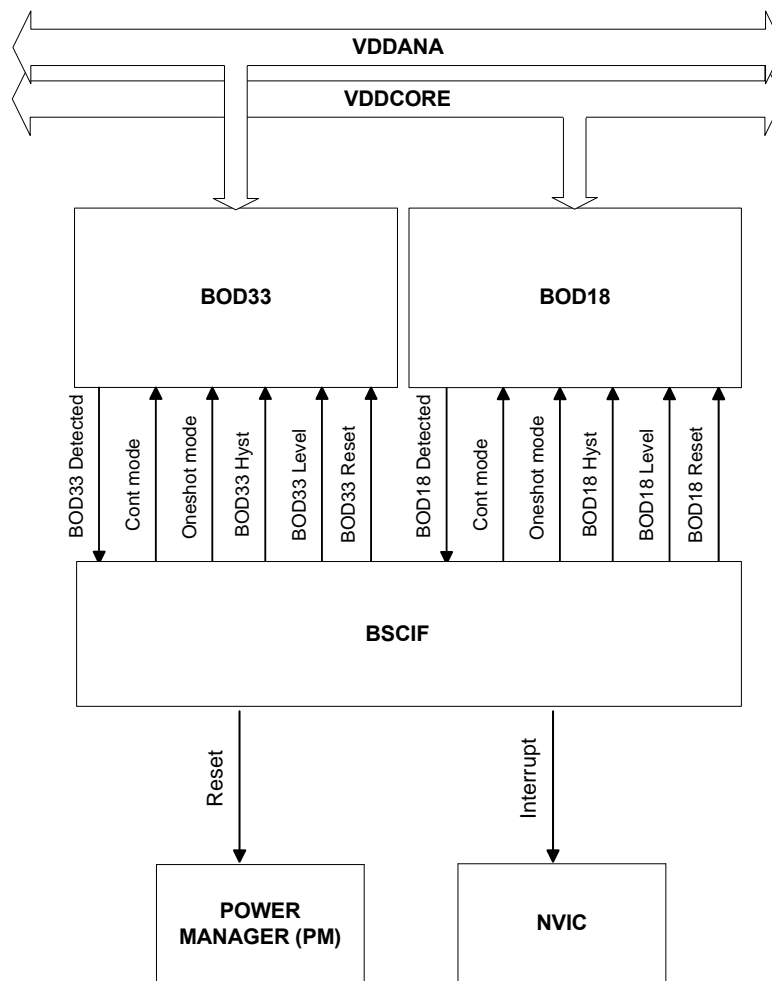 VDDANA
VDDCORE
BOD33
BOD18
BOD33 Detected
Cont mode
Oneshot mode
BOD33 Hyst
BOD33 Level
BOD33 Reset
BOD18 Detected
Cont mode
Oneshot mode
BOD18 Hyst
BOD18 Level
BOD18 Reset
BSCIF
Reset
Interrupt
POWER
MANAGER (PM)
NVIC